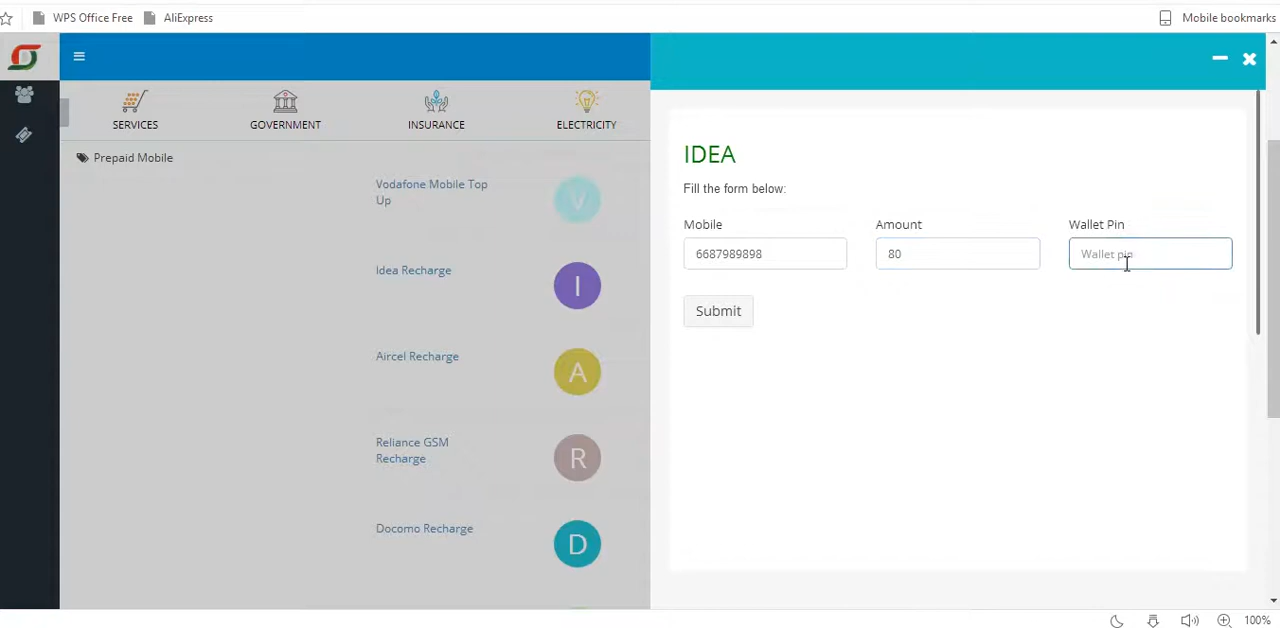 WPS Office Free AliExpress Mobile bookmarks
SERVICES GOVERNMENT INSURANCE ELECTRICITY
Prepaid Mobile
Vodafone Mobile Top
Up
V
Idea Recharge
I
Aircel Recharge
A
Reliance GSM
Recharge
R
Docomo Recharge
D
IDEA
Fill the form below:
Mobile Amount Wallet Pin
6687989898 80 Wallet pin
Submit
100%